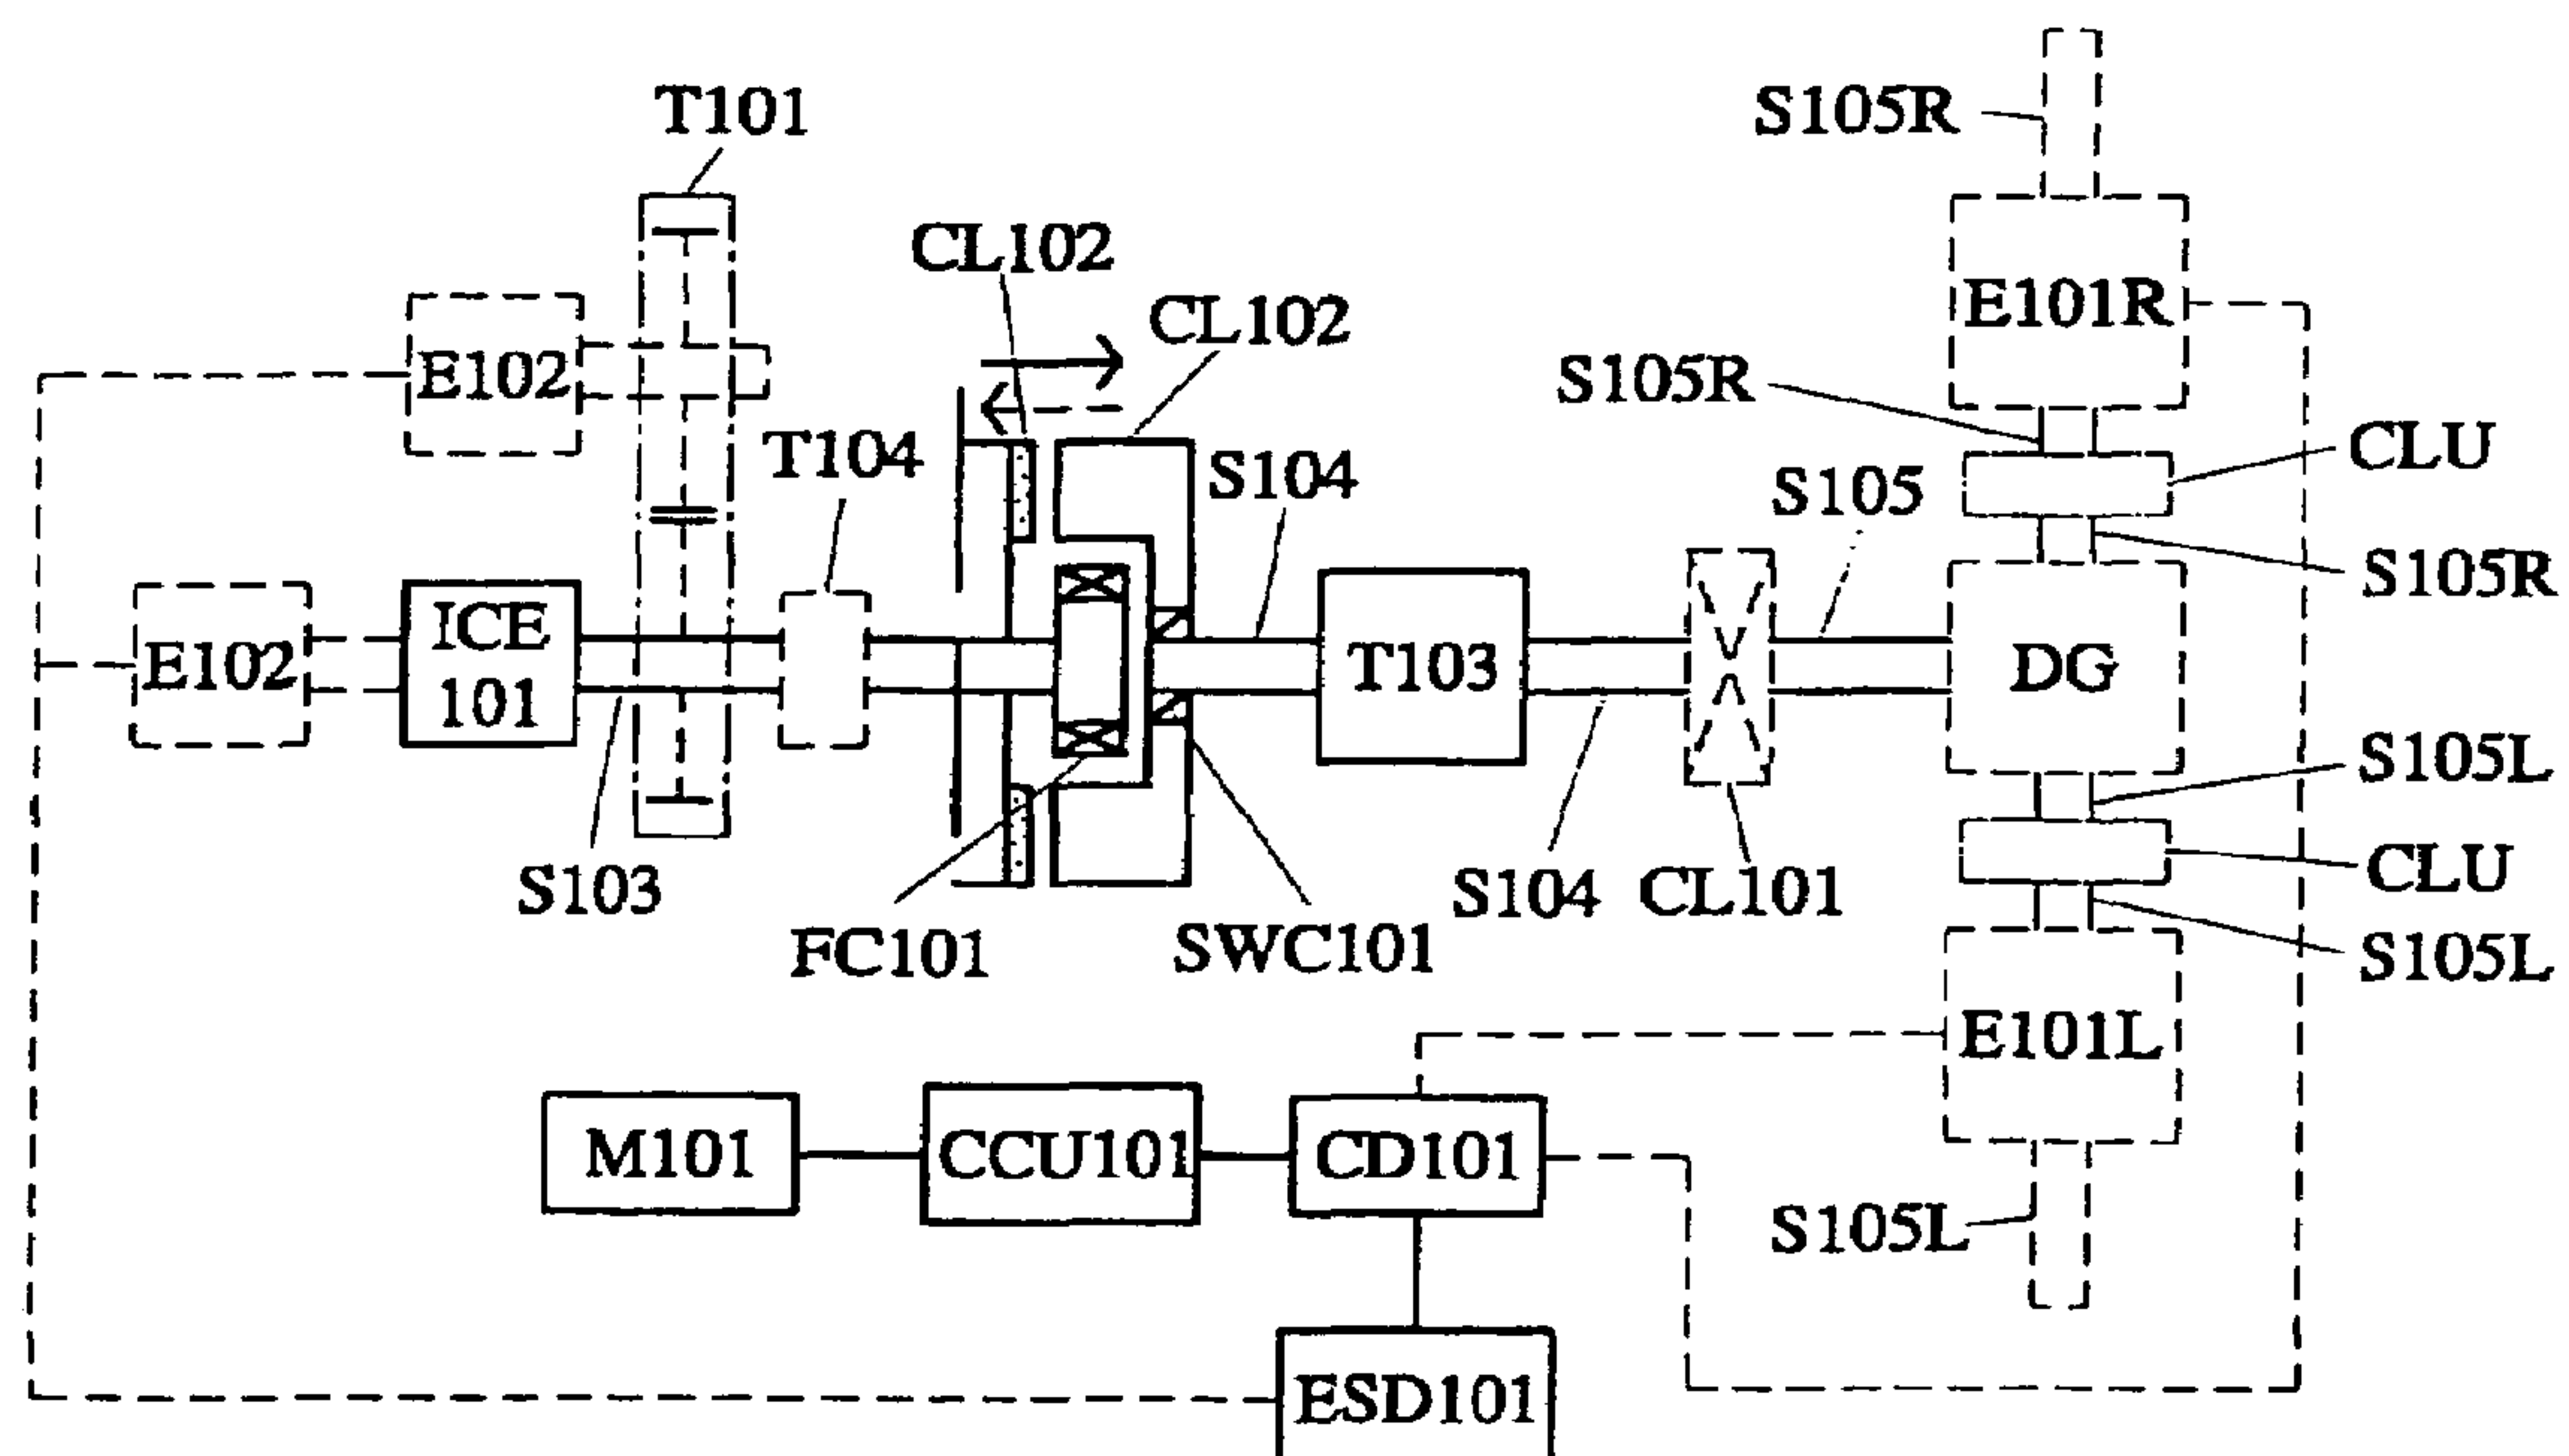 T101
S105R
CL102
CL102
E101R
E102
S105R
T104
S104
S105
CLU
S105R
ICE
101
E102
T103
DG
S105L
S103
S104
CL101
CLU
FC101
SWC101
S105L
E101L
M101
CCU101
CD101
S105L
ESD101